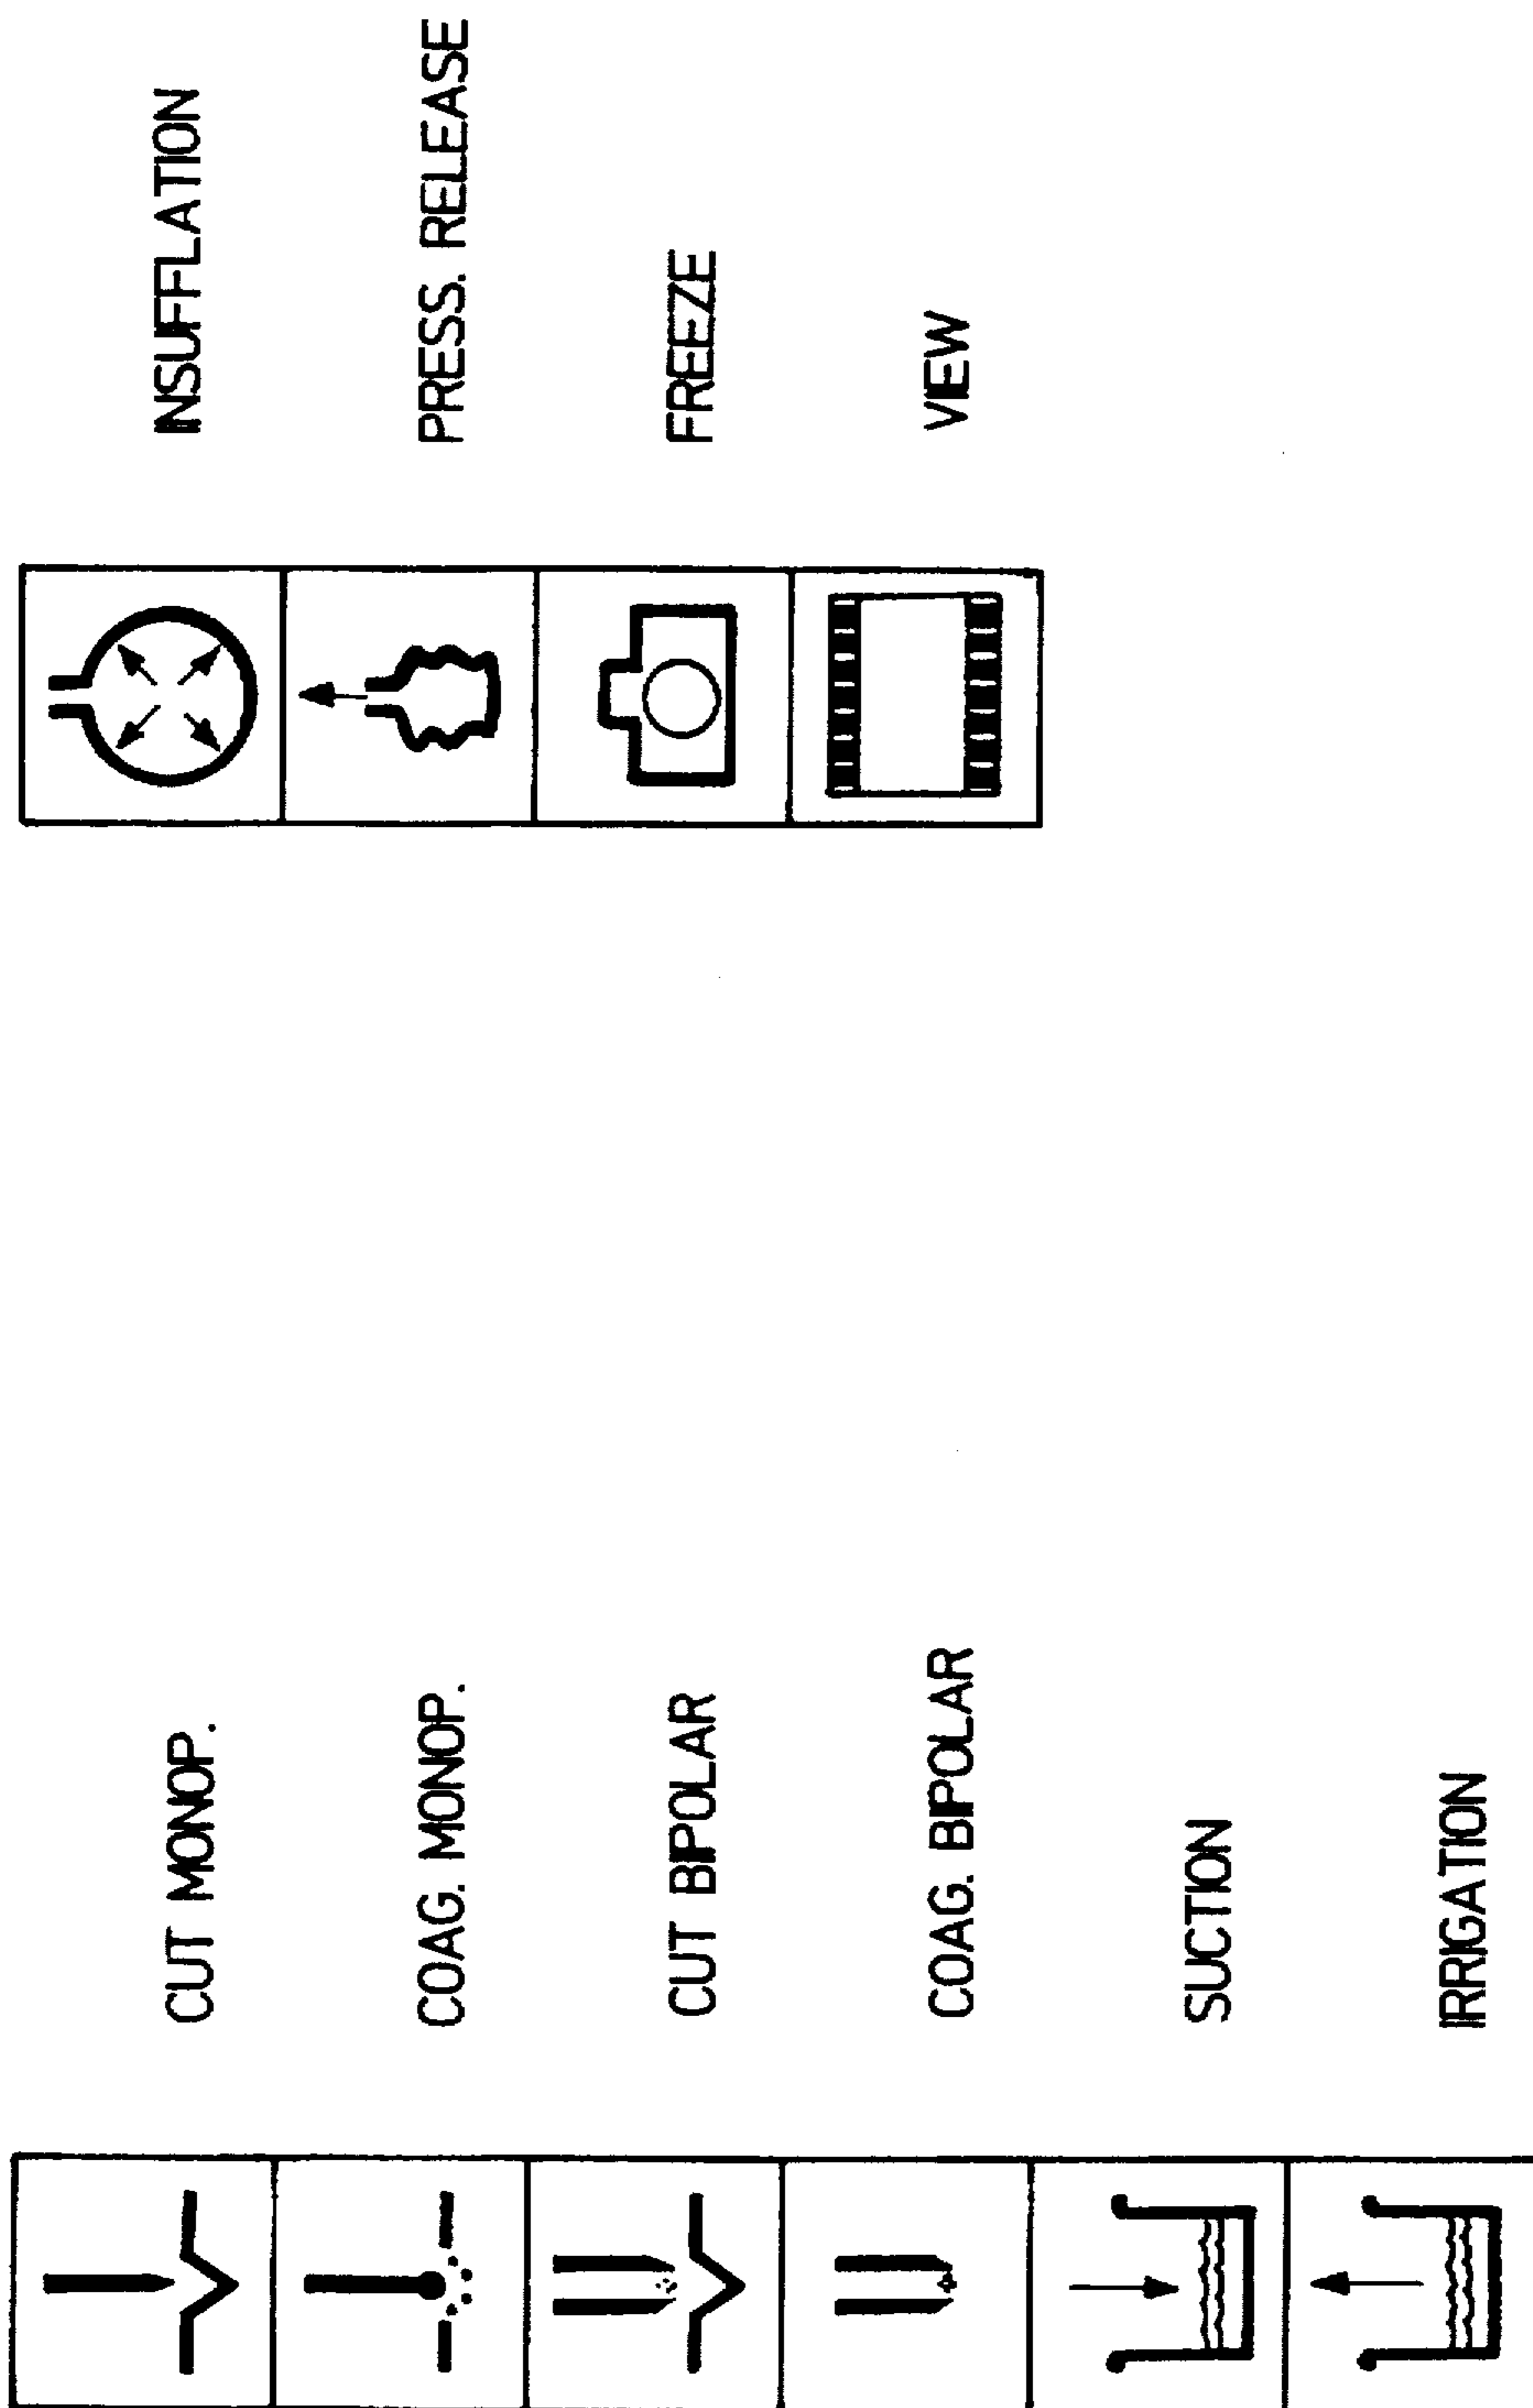 CUT MONOP.
COAG. MONOP.
CUT BIPOLAR
COAG. BIPOLAR
SUCTION
IRRIGATION
INSUFFLATION
PRESS. RELEASE
FREEZE
VIEW